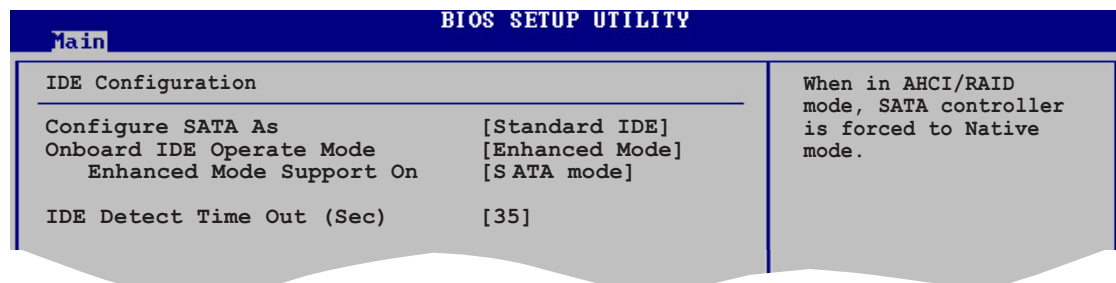 BIOS SETUP UTILITY
Main
IDE Configuration
Configure SATA As [Standard IDE]
Onboard IDE Operate Mode [Enhanced Mode]
Enhanced Mode Support On [S ATA mode]
IDE Detect Time Out (Sec) [35]
When in AHCI/RAID
mode, SATA controller
is forced to Native
mode.